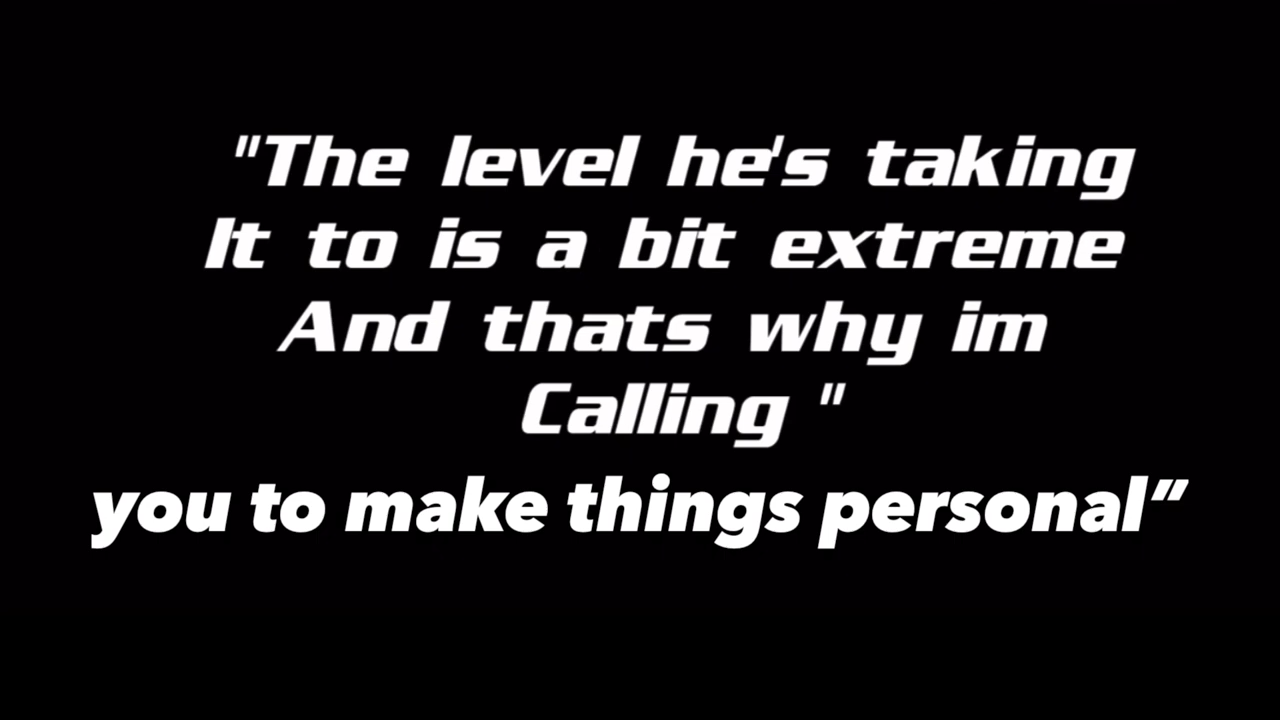 "The level he's taking
It to is a bit extreme
And thats why im
Calling "
you to make things personal”